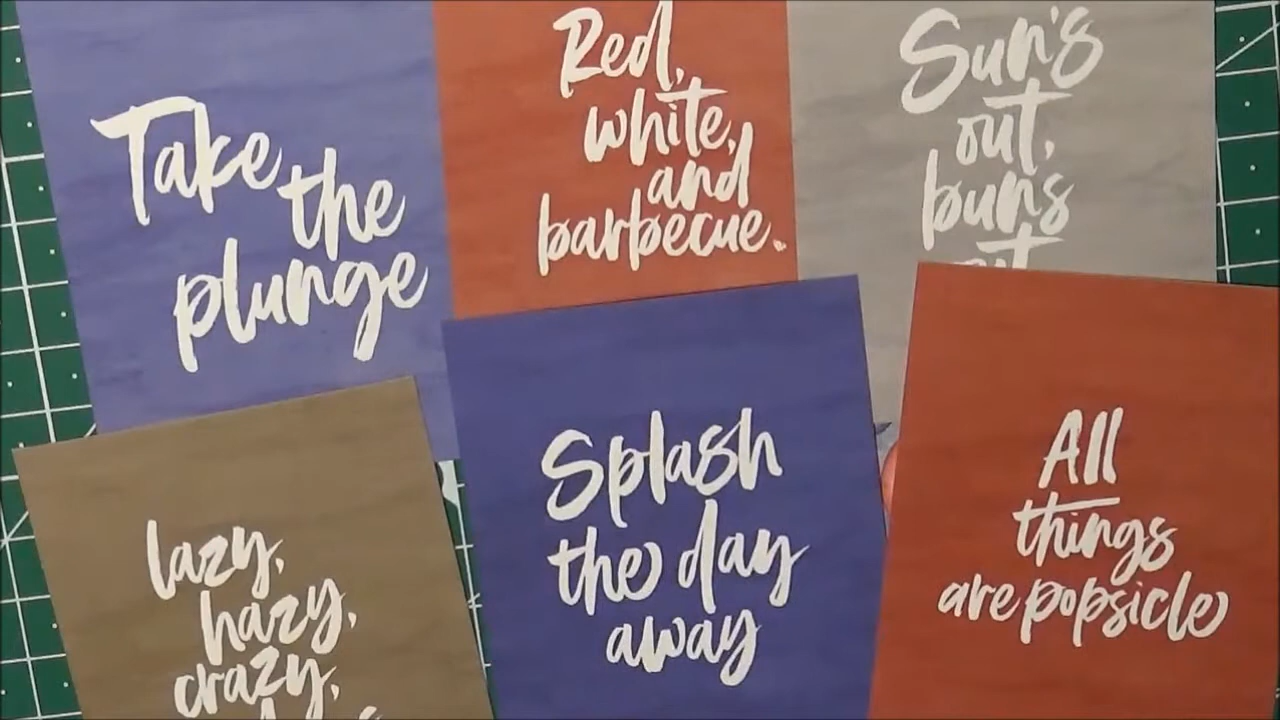 Take
the
plunge
Red,
white,
and
barbecue.
Sun's
out,
buns
out
lazy,
hazy,
crazy,
Splash
the day
away
All
things
are popsicle